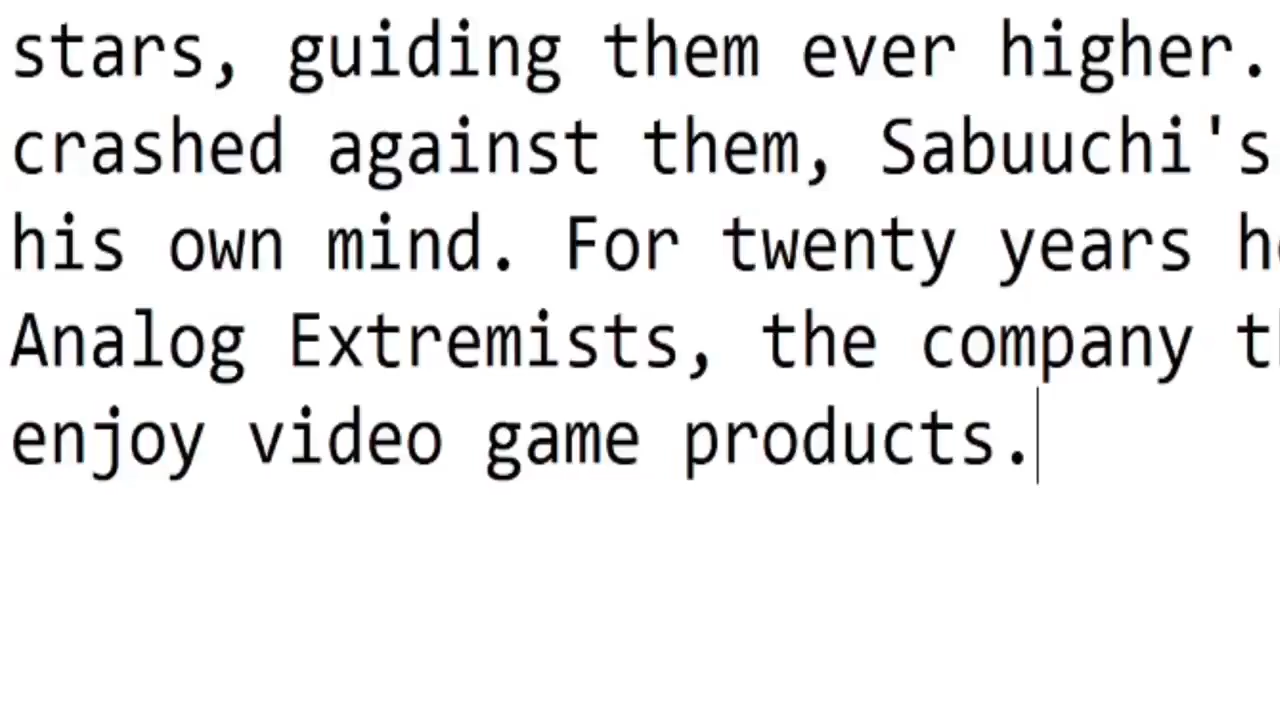 stars, guiding them ever higher.
crashed against them, Sabuuchi's
his own mind. For twenty years
Analog Extremists, the company
enjoy video game products.